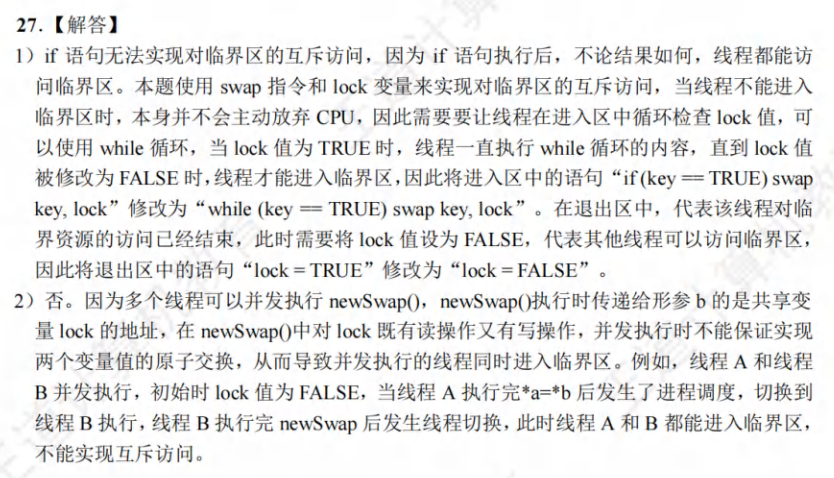 27.【解答】
1）if 语句无法实现对临界区的互斥访问，因为 if 语句执行后，不论结果如何，线程都能访
问临界区。本题使用 swap 指令和 lock 变量来实现对临界区的互斥访问，当线程不能进入
临界区时，本身并不会主动放弃 CPU，因此需要要让线程在进入区中循环检查 lock 值，可
以使用 while 循环，当 lock 值为 TRUE 时，线程一直执行 while 循环的内容，直到 lock 值
被修改为 FALSE 时，线程才能进入临界区，因此将进入区中的语句“if (key == TRUE) swap
key, lock”修改为“while (key == TRUE) swap key, lock”。在退出区中，代表该线程对临
界资源的访问已经结束，此时需要将 lock 值设为 FALSE，代表其他线程可以访问临界区，
因此将退出区中的语句“lock = TRUE”修改为“lock = FALSE”。
2）否。因为多个线程可以并发执行 newSwap()，newSwap()执行时传递给形参 b 的是共享变
量 lock 的地址，在 newSwap()中对 lock 既有读操作又有写操作，并发执行时不能保证实现
两个变量值的原子交换，从而导致并发执行的线程同时进入临界区。例如，线程 A 和线程
B 并发执行，初始时 lock 值为 FALSE，当线程 A 执行完*a=*b 后发生了进程调度，切换到
线程 B 执行，线程 B 执行完 newSwap 后发生线程切换，此时线程 A 和 B 都能进入临界区，
不能实现互斥访问。